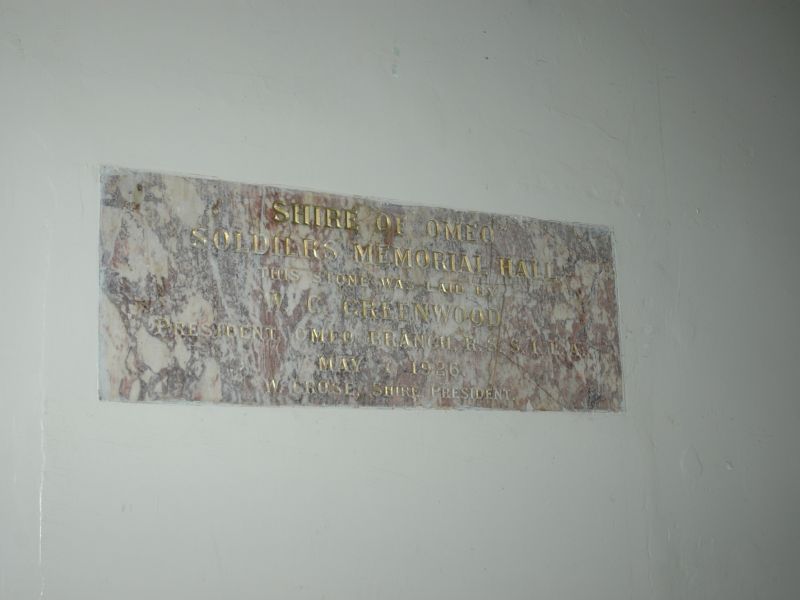 SHIRE OF OMEO
SOLDIERS MEMORIAL HALL
THIS STONE WAS LAID BY
C. GREENWOOD
PRESIDENT OMEO BRANCH R.S.S.I.L.A.
MAY 1926
W. CROSE, SHIRE PRESIDENT.